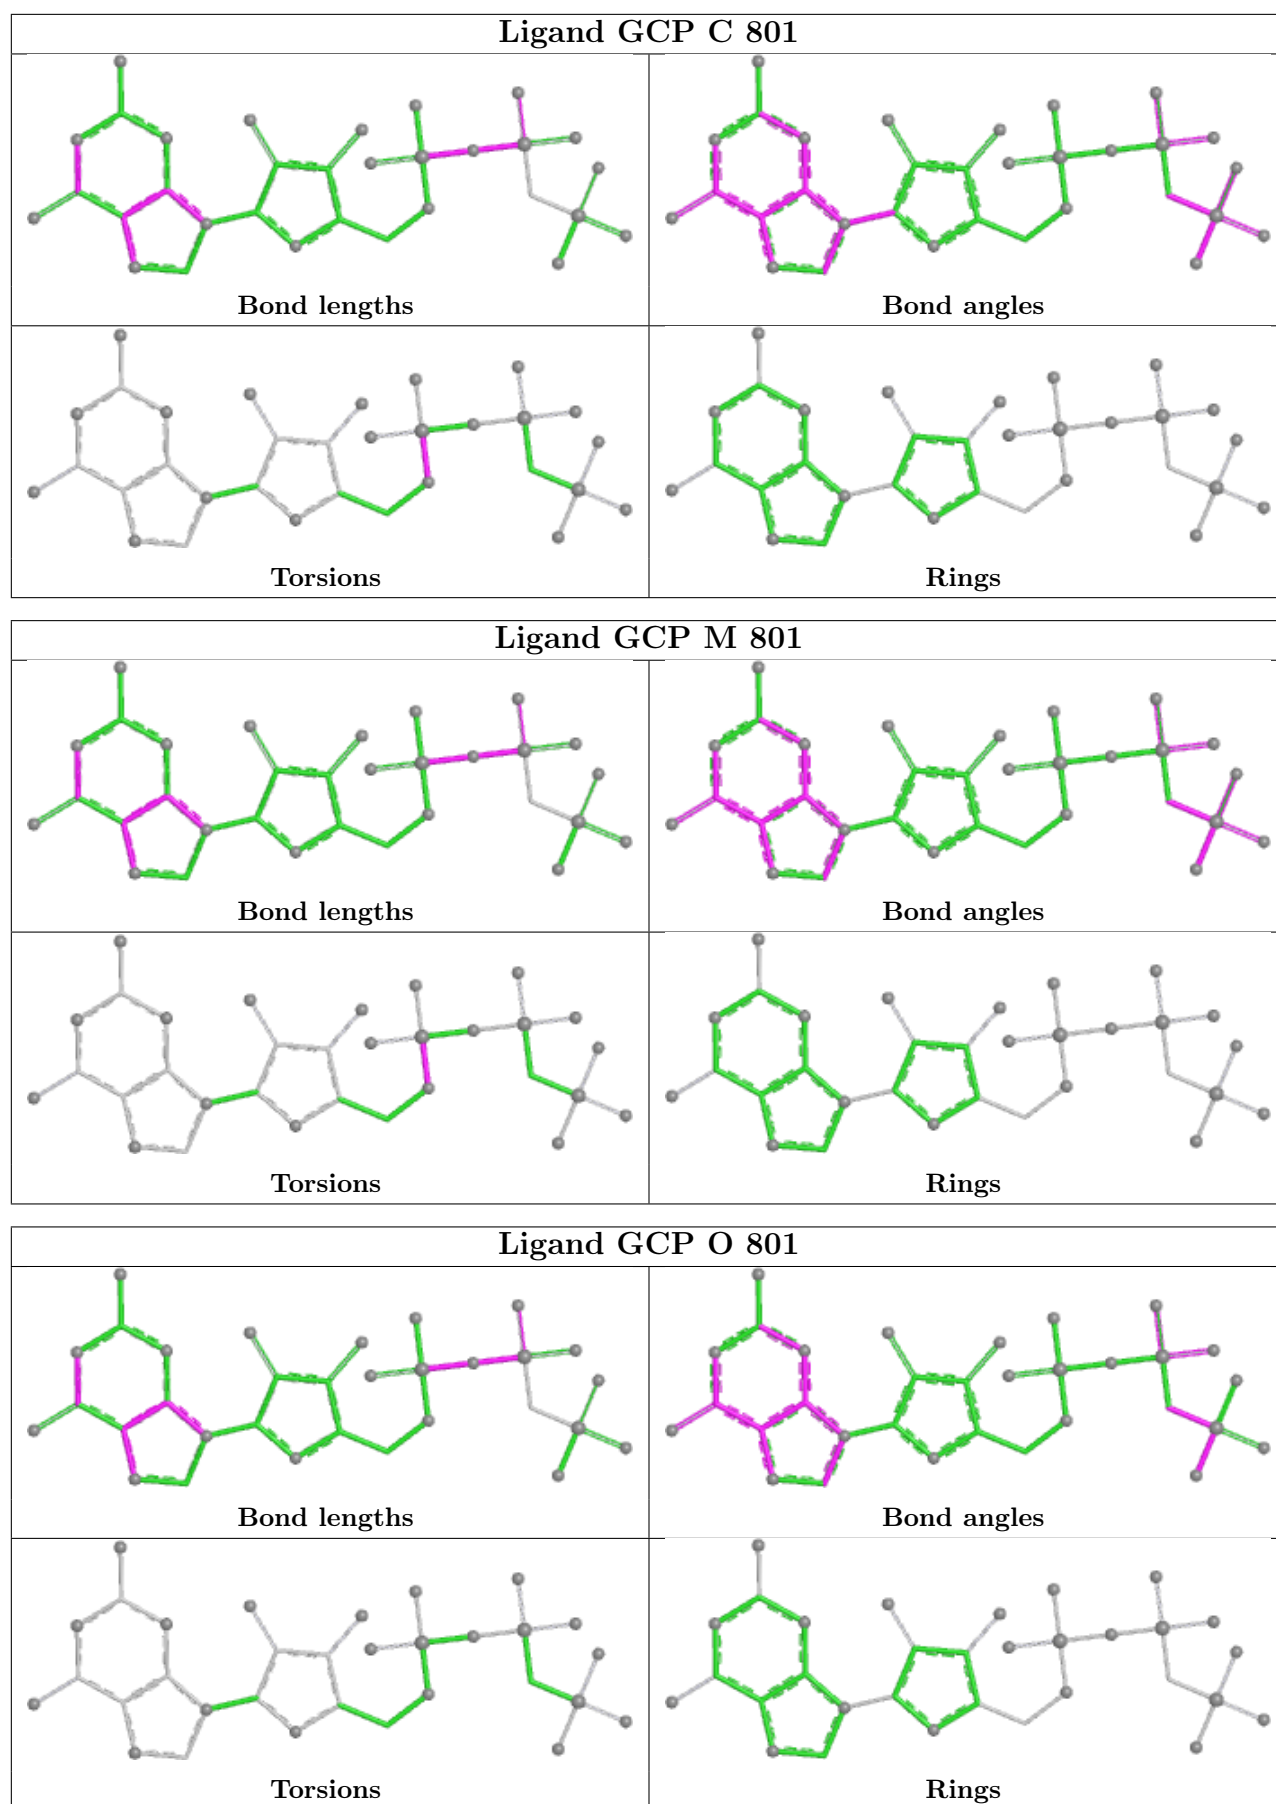 Ligand GCP C 801
Bond lengths
Bond angles
Torsions
Rings
Ligand GCP M 801
Bond lengths
Bond angles
Torsions
Rings
Ligand GCP O 801
Bond lengths
Bond angles
Torsions
Rings